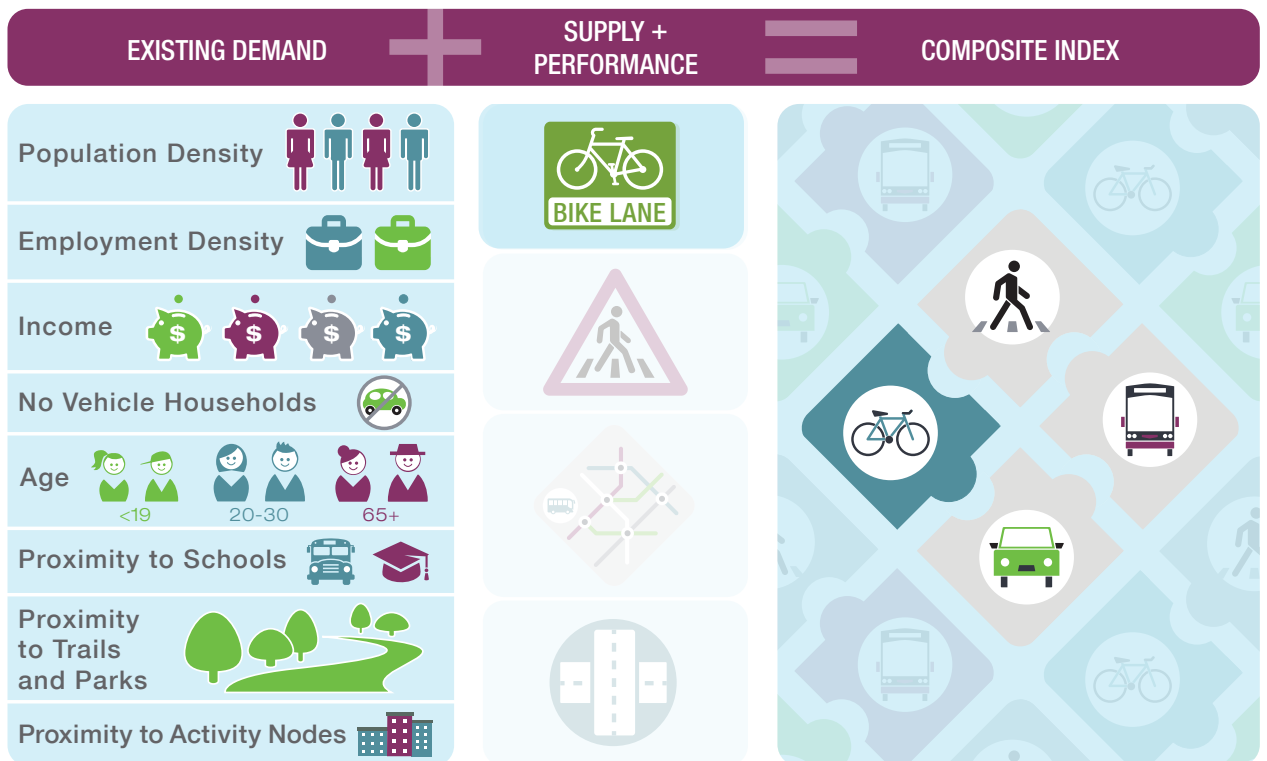 EXISTING DEMAND
SUPPLY +
PERFORMANCE
COMPOSITE INDEX
Population Density
Employment Density
Income
$ $ $ $
No Vehicle Households
Age
<19 20-30 65+
Proximity to Schools
Proximity
to Trails
and Parks
Proximity to Activity Nodes
BIKE LANE